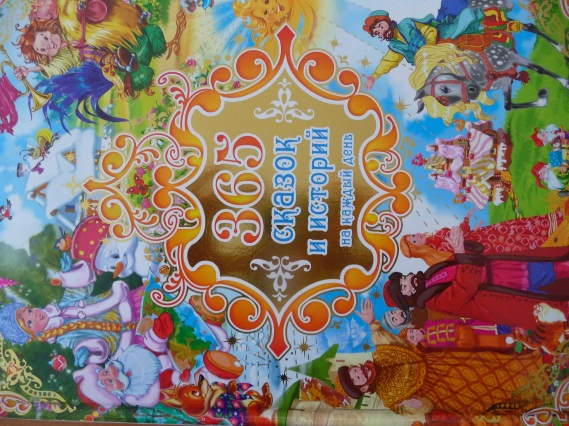 365
сказок
и историй
на каждый день